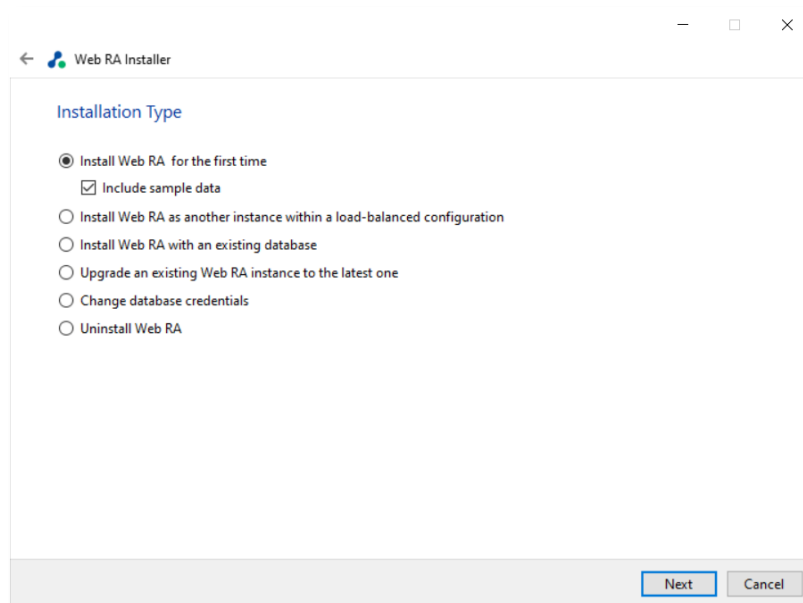 Web RA Installer
Installation Type
Install Web RA for the first time
Include sample data
Install Web RA as another instance within a load-balanced configuration
Install Web RA with an existing database
Upgrade an existing Web RA instance to the latest one
Change database credentials
Uninstall Web RA
Next Cancel